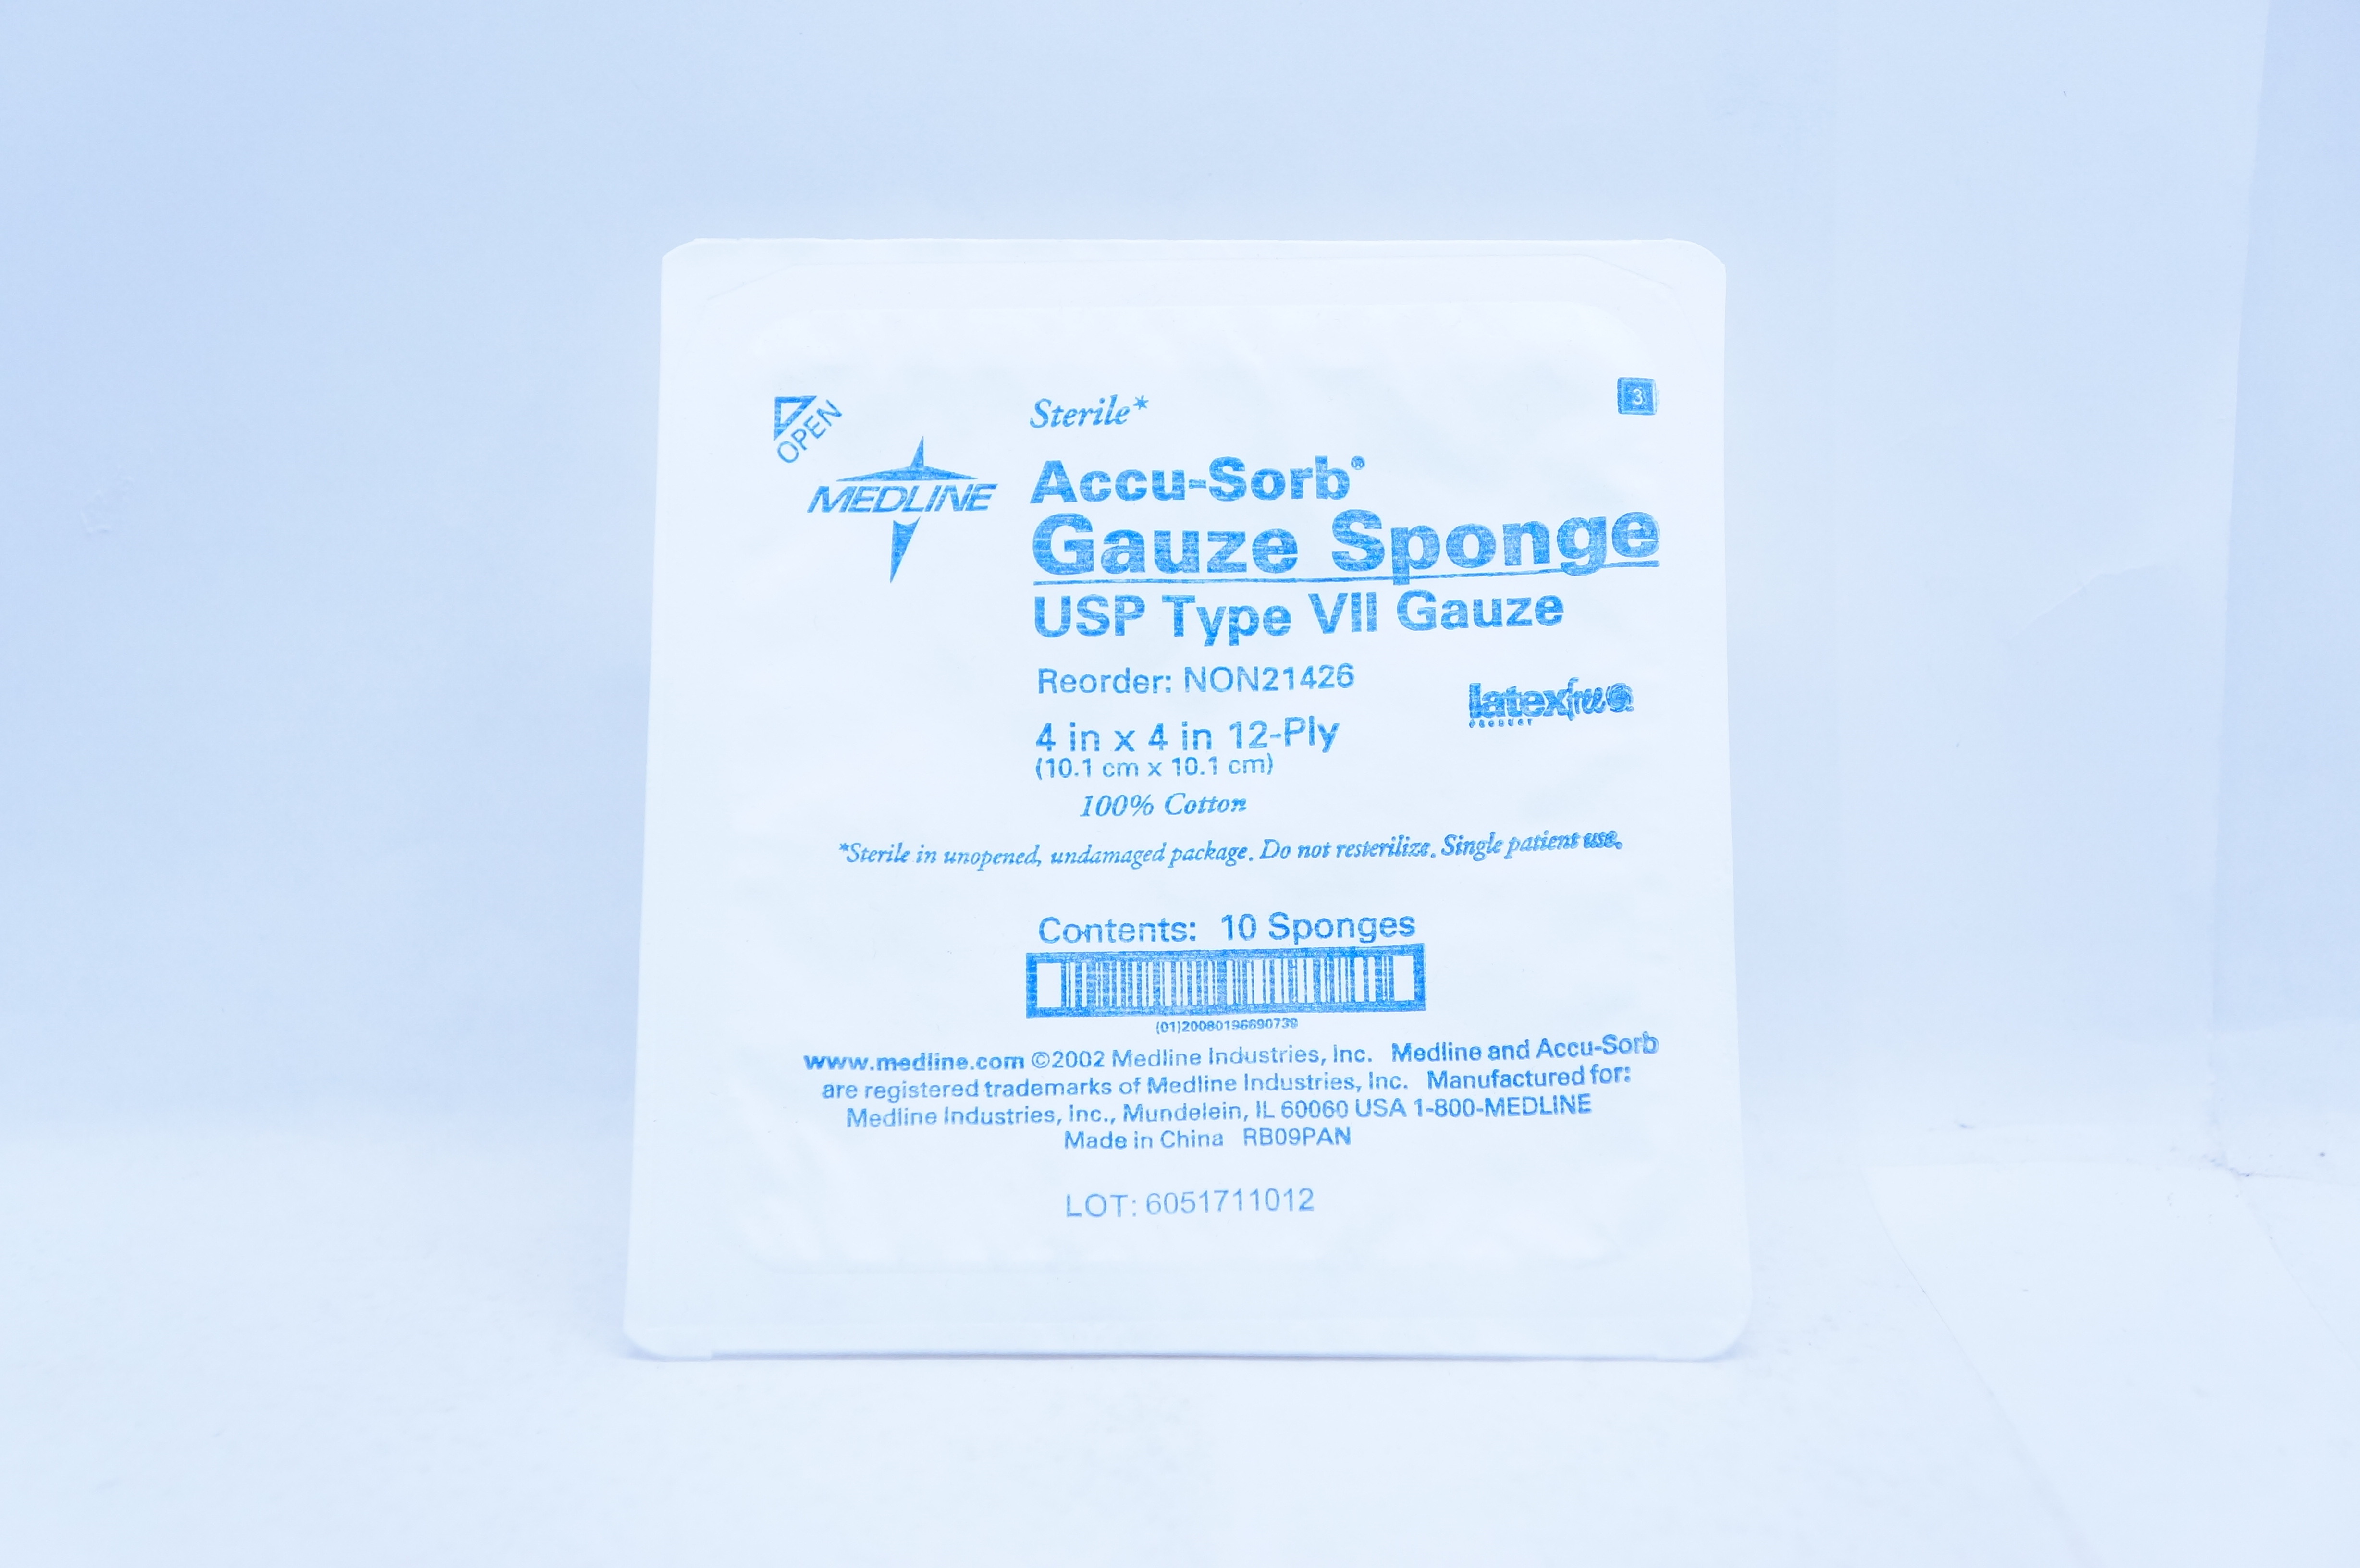 OPEN
Sterile*
3
MEDLINE
Accu-Sorb®
Gauze Sponge
USP Type VII Gauze
Reorder: NON21426
latexfree
PRODUCT
4 in x 4 in 12-Ply
(10.1 cm x 10.1 cm)
100% Cotton
*Sterile in unopened, undamaged package. Do not resterilize. Single patient use.
Contents: 10 Sponges
(01)20080196690739
www.medline.com ©2002 Medline Industries, Inc. Medline and Accu-Sorb
are registered trademarks of Medline Industries, Inc. Manufactured for:
Medline Industries, Inc., Mundelein, IL 60060 USA 1-800-MEDLINE
Made in China RB09PAN
LOT: 6051711012